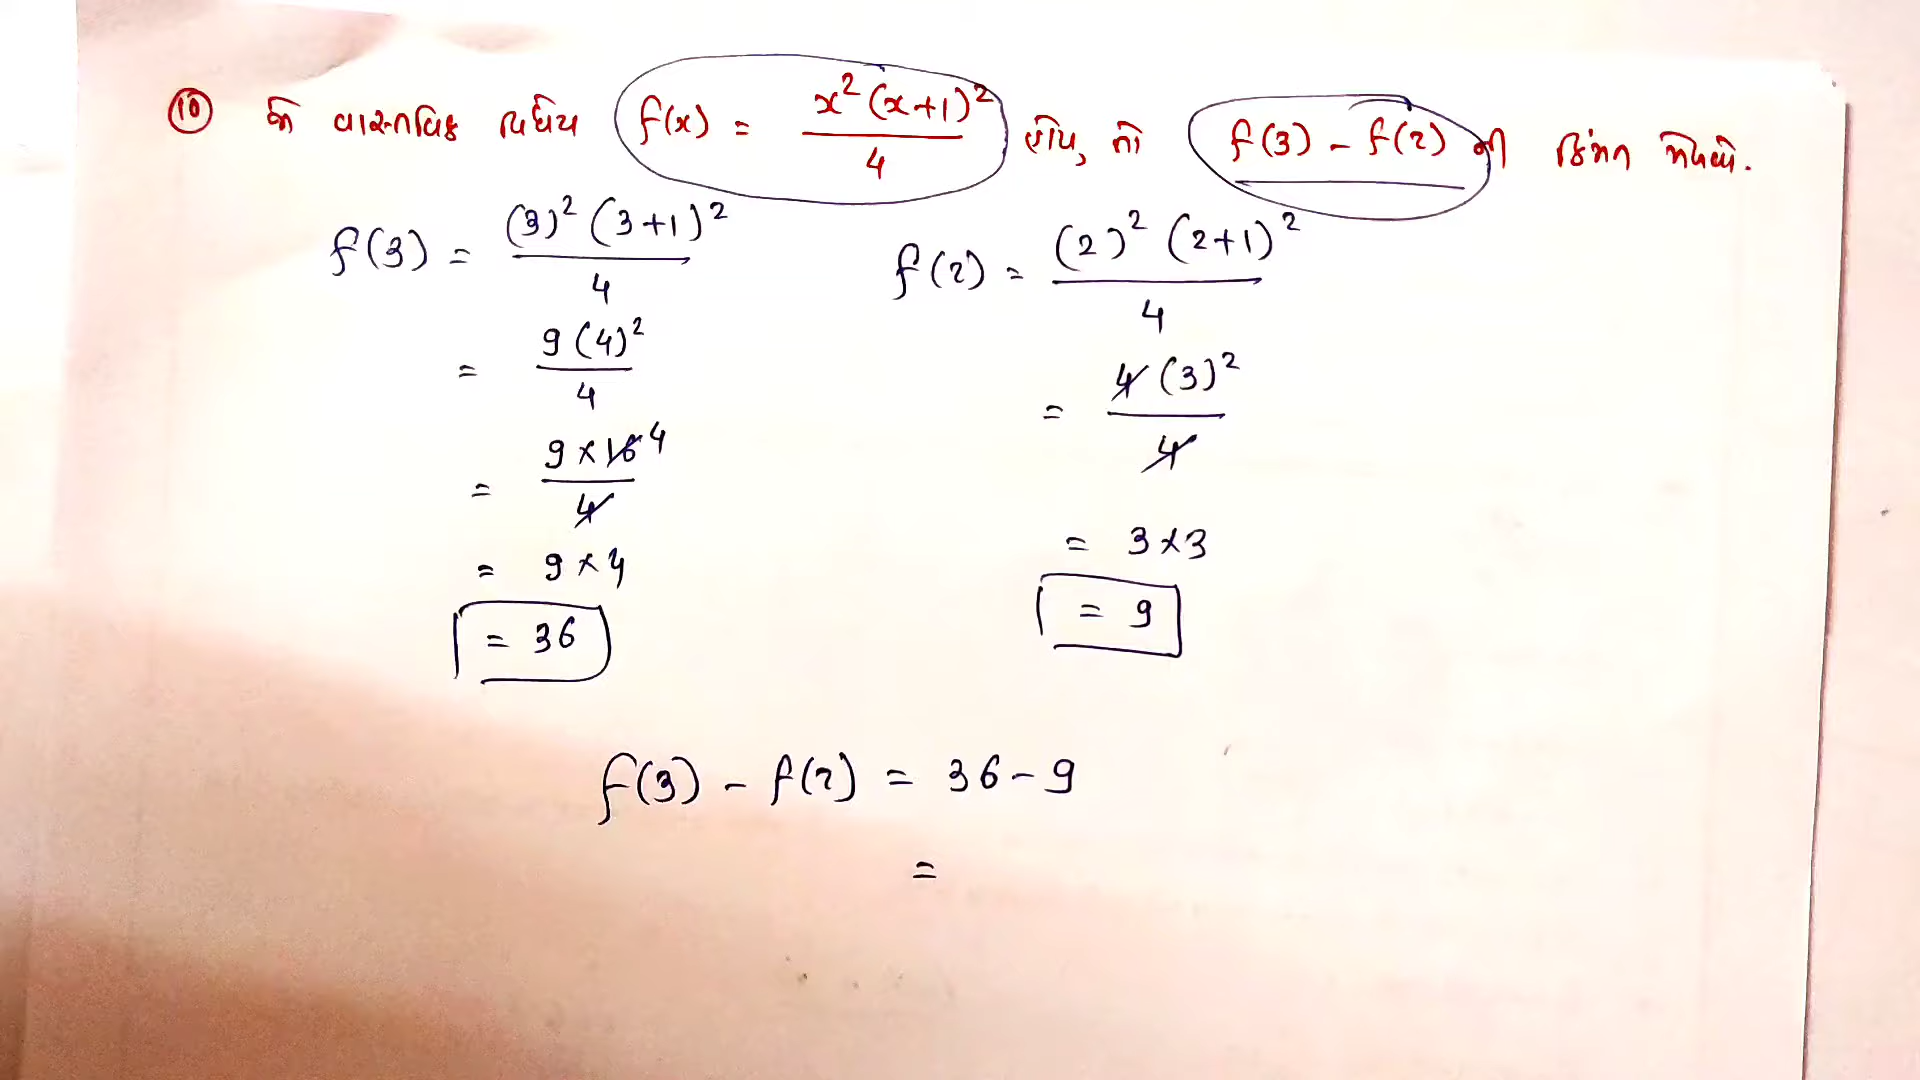 ⑩ જો વાસ્તવિક વિધેય f(x) = x²(x+1)²/4 હોય, તો f(3) - f(2) ની કિંમત મેળવો.
f(3) = (3)²(3+1)²/4
= 9(4)²/4
= 9×16 4/4
= 9×4
= 36
f(2) = (2)²(2+1)²/4
= 4(3)²/4
= 3×3
= 9
f(3) - f(2) = 36-9
=